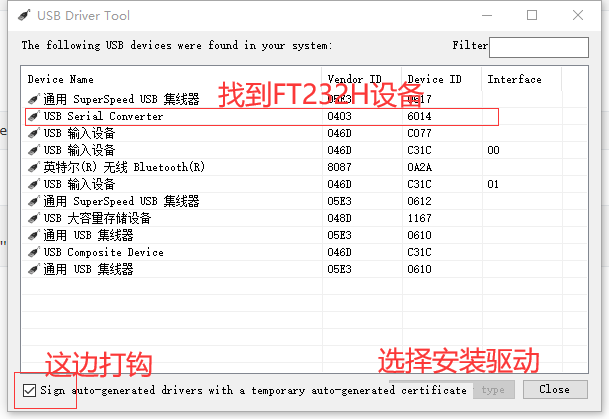 USB Driver Tool
The following USB devices were found in your system:
Filter
Device Name Vendor ID Device ID Interface
找到FT232H设备
通用 SuperSpeed USB 集线器 05E3 0617
USB Serial Converter 0403 6014
USB 输入设备 046D C077
USB 输入设备 046D C31C 00
英特尔(R) 无线 Bluetooth(R) 8087 0A2A
USB 输入设备 046D C31C 01
通用 SuperSpeed USB 集线器 05E3 0612
USB 大容量存储设备 048D 1167
通用 USB 集线器 05E3 0610
USB Composite Device 046D C31C
通用 USB 集线器 05E3 0610
这边打钩 选择安装驱动
Sign auto-generated drivers with a temporary auto-generated certificate type Close